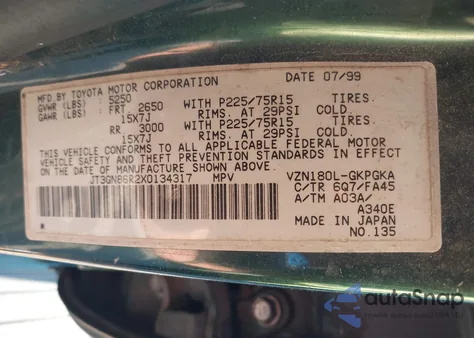 MFD BY TOYOTA MOTOR CORPORATION DATE 07/99
GVWR (LBS) : 5250
GAWR (LBS) : FRT. 2650 WITH P225/75R15 TIRES.
15X7J RIMS. AT 29PSI COLD.
RR. 3000 WITH P225/75R15 TIRES.
15X7J RIMS. AT 29PSI COLD.
THIS VEHICLE CONFORMS TO ALL APPLICABLE FEDERAL MOTOR
VEHICLE SAFETY AND THEFT PREVENTION STANDARDS IN EFFECT
ON THE DATE OF MANUFACTURE SHOWN ABOVE.
JT3GN86R2X0134317 MPV VZN180L-GKPGKA
C/TR 6Q7/FA45
A/TM A03A/
A340E
MADE IN JAPAN
NO.135
autoSnap